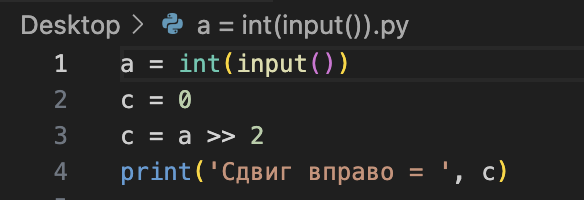 Desktop > a = int(input()).py
1 a = int(input())
2 c = 0
3 c = a >> 2
4 print('Сдвиг вправо = ', c)